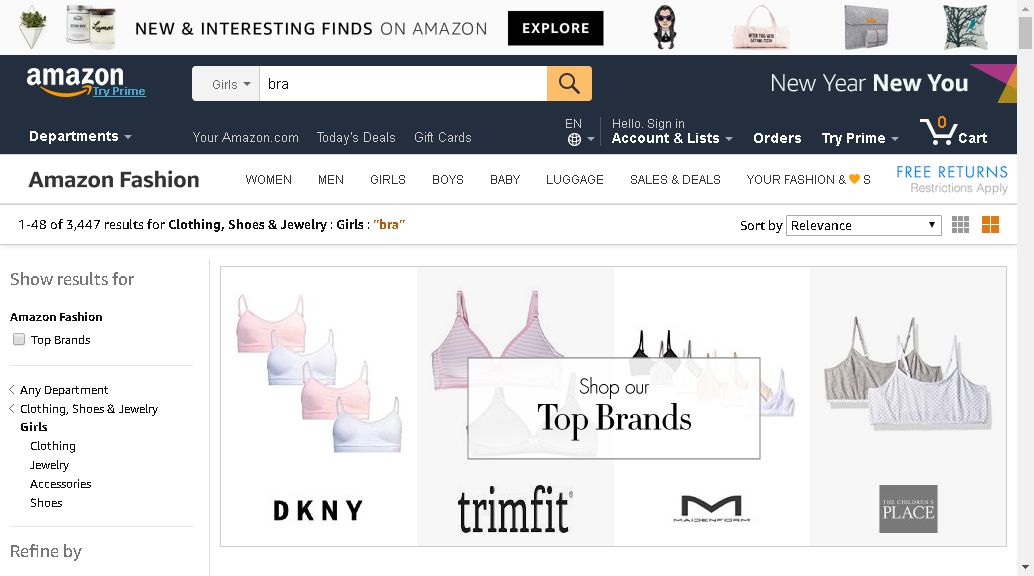 NEW & INTERESTING FINDS ON AMAZON
EXPLORE
amazon
Try Prime
Girls
bra
New Year New You
Departments
Your Amazon.com
Today's Deals
Gift Cards
EN
Hello. Sign in
Account & Lists
Orders
Try Prime
0
Cart
Amazon Fashion
WOMEN
MEN
GIRLS
BOYS
BABY
LUGGAGE
SALES & DEALS
YOUR FASHION & S
FREE RETURNS
Restrictions Apply
1-48 of 3,447 results for Clothing, Shoes & Jewelry : Girls : "bra"
Sort by Relevance
Show results for
Amazon Fashion
Top Brands
Any Department
Clothing, Shoes & Jewelry
Girls
Clothing
Jewelry
Accessories
Shoes
Refine by
Shop our
Top Brands
DKNY
trimfit®
MAIDENFORM
THE CHILDREN'S
PLACE